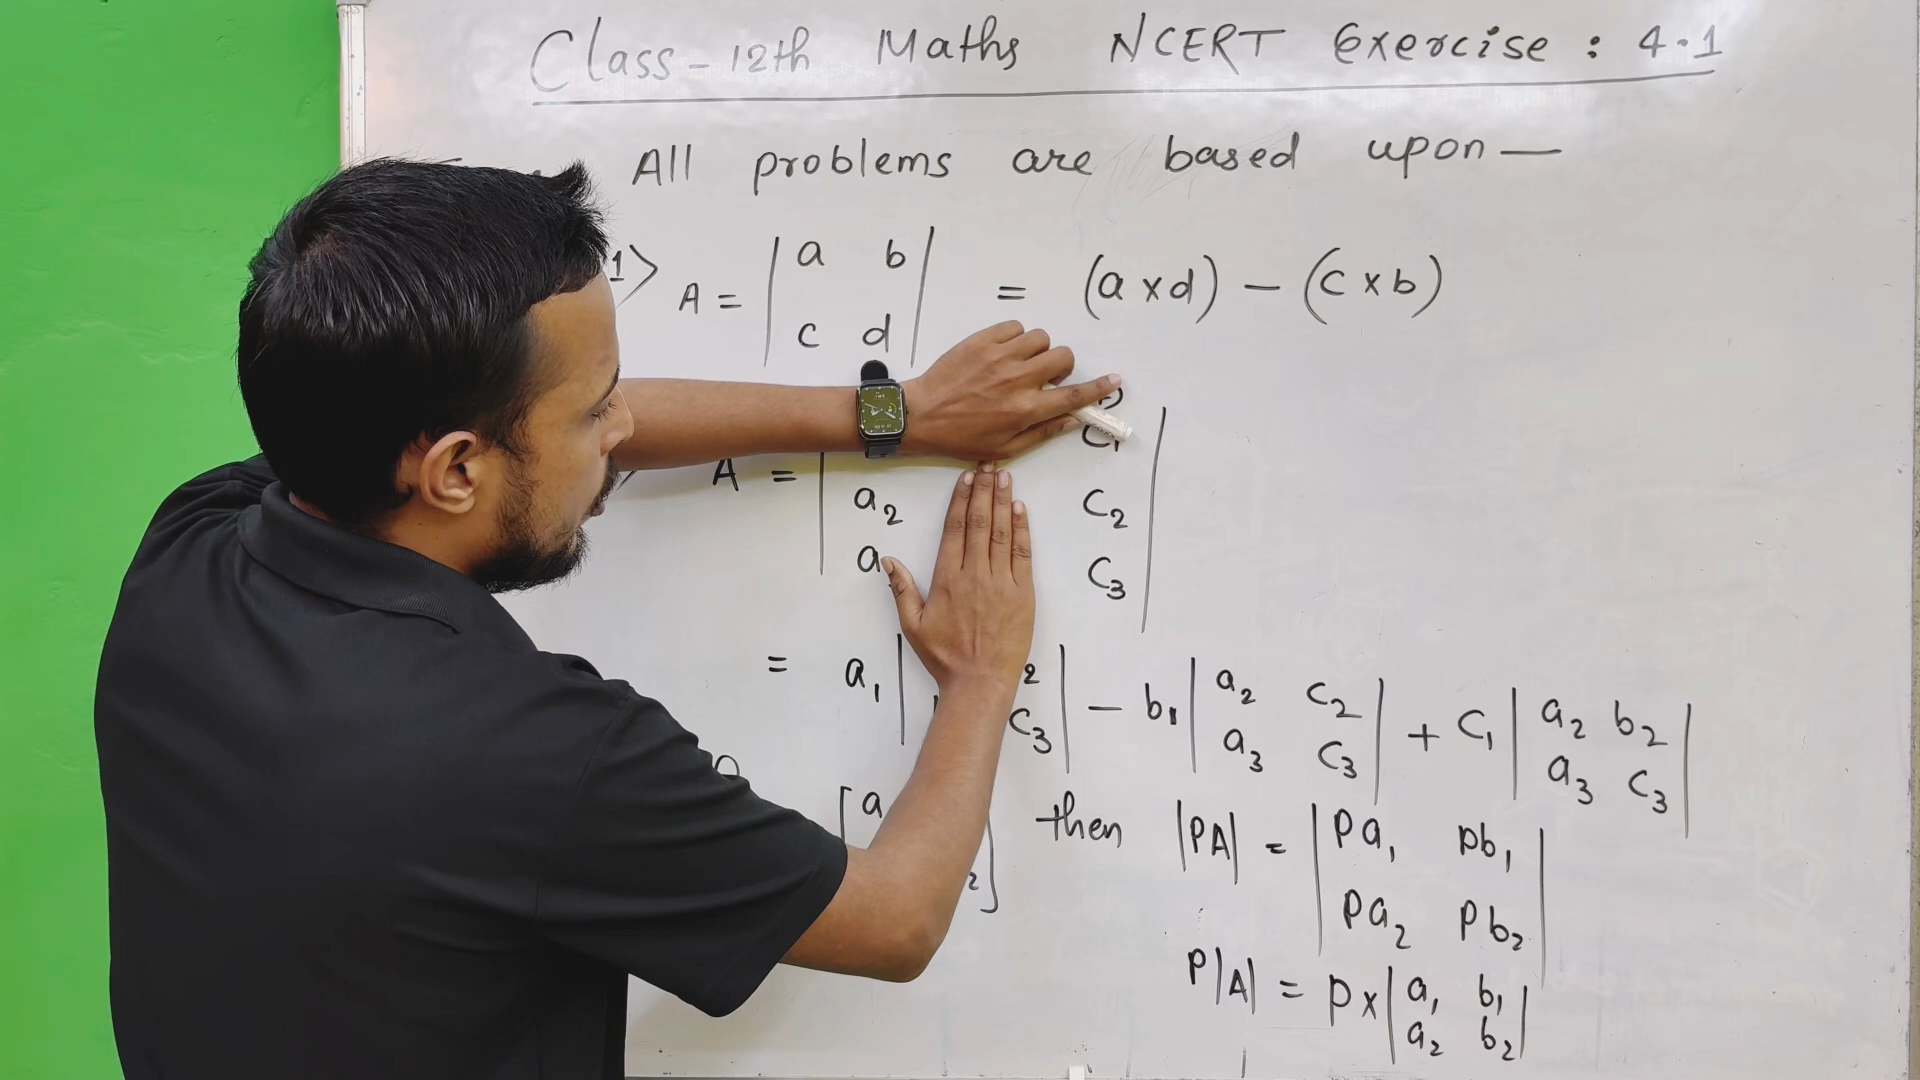 Class-12th Maths NCERT Exercise : 4.1
All problems are based upon —
1> A = | a b | = (a x d) - (c x b)
| c d |
A = | C₁ |
| a₂ C₂ |
| a C₃ |
= a₁ | 2 | - b₁ | a₂ c₂ | + C₁ | a₂ b₂ |
| C₃ | | a₃ C₃ | | a₃ C₃ |
[ a ] then |PA| = | Pa₁ Pb₁ |
[ 2 ] | Pa₂ Pb₂ |
P|A| = P x | a₁ b₁ |
| a₂ b₂ |